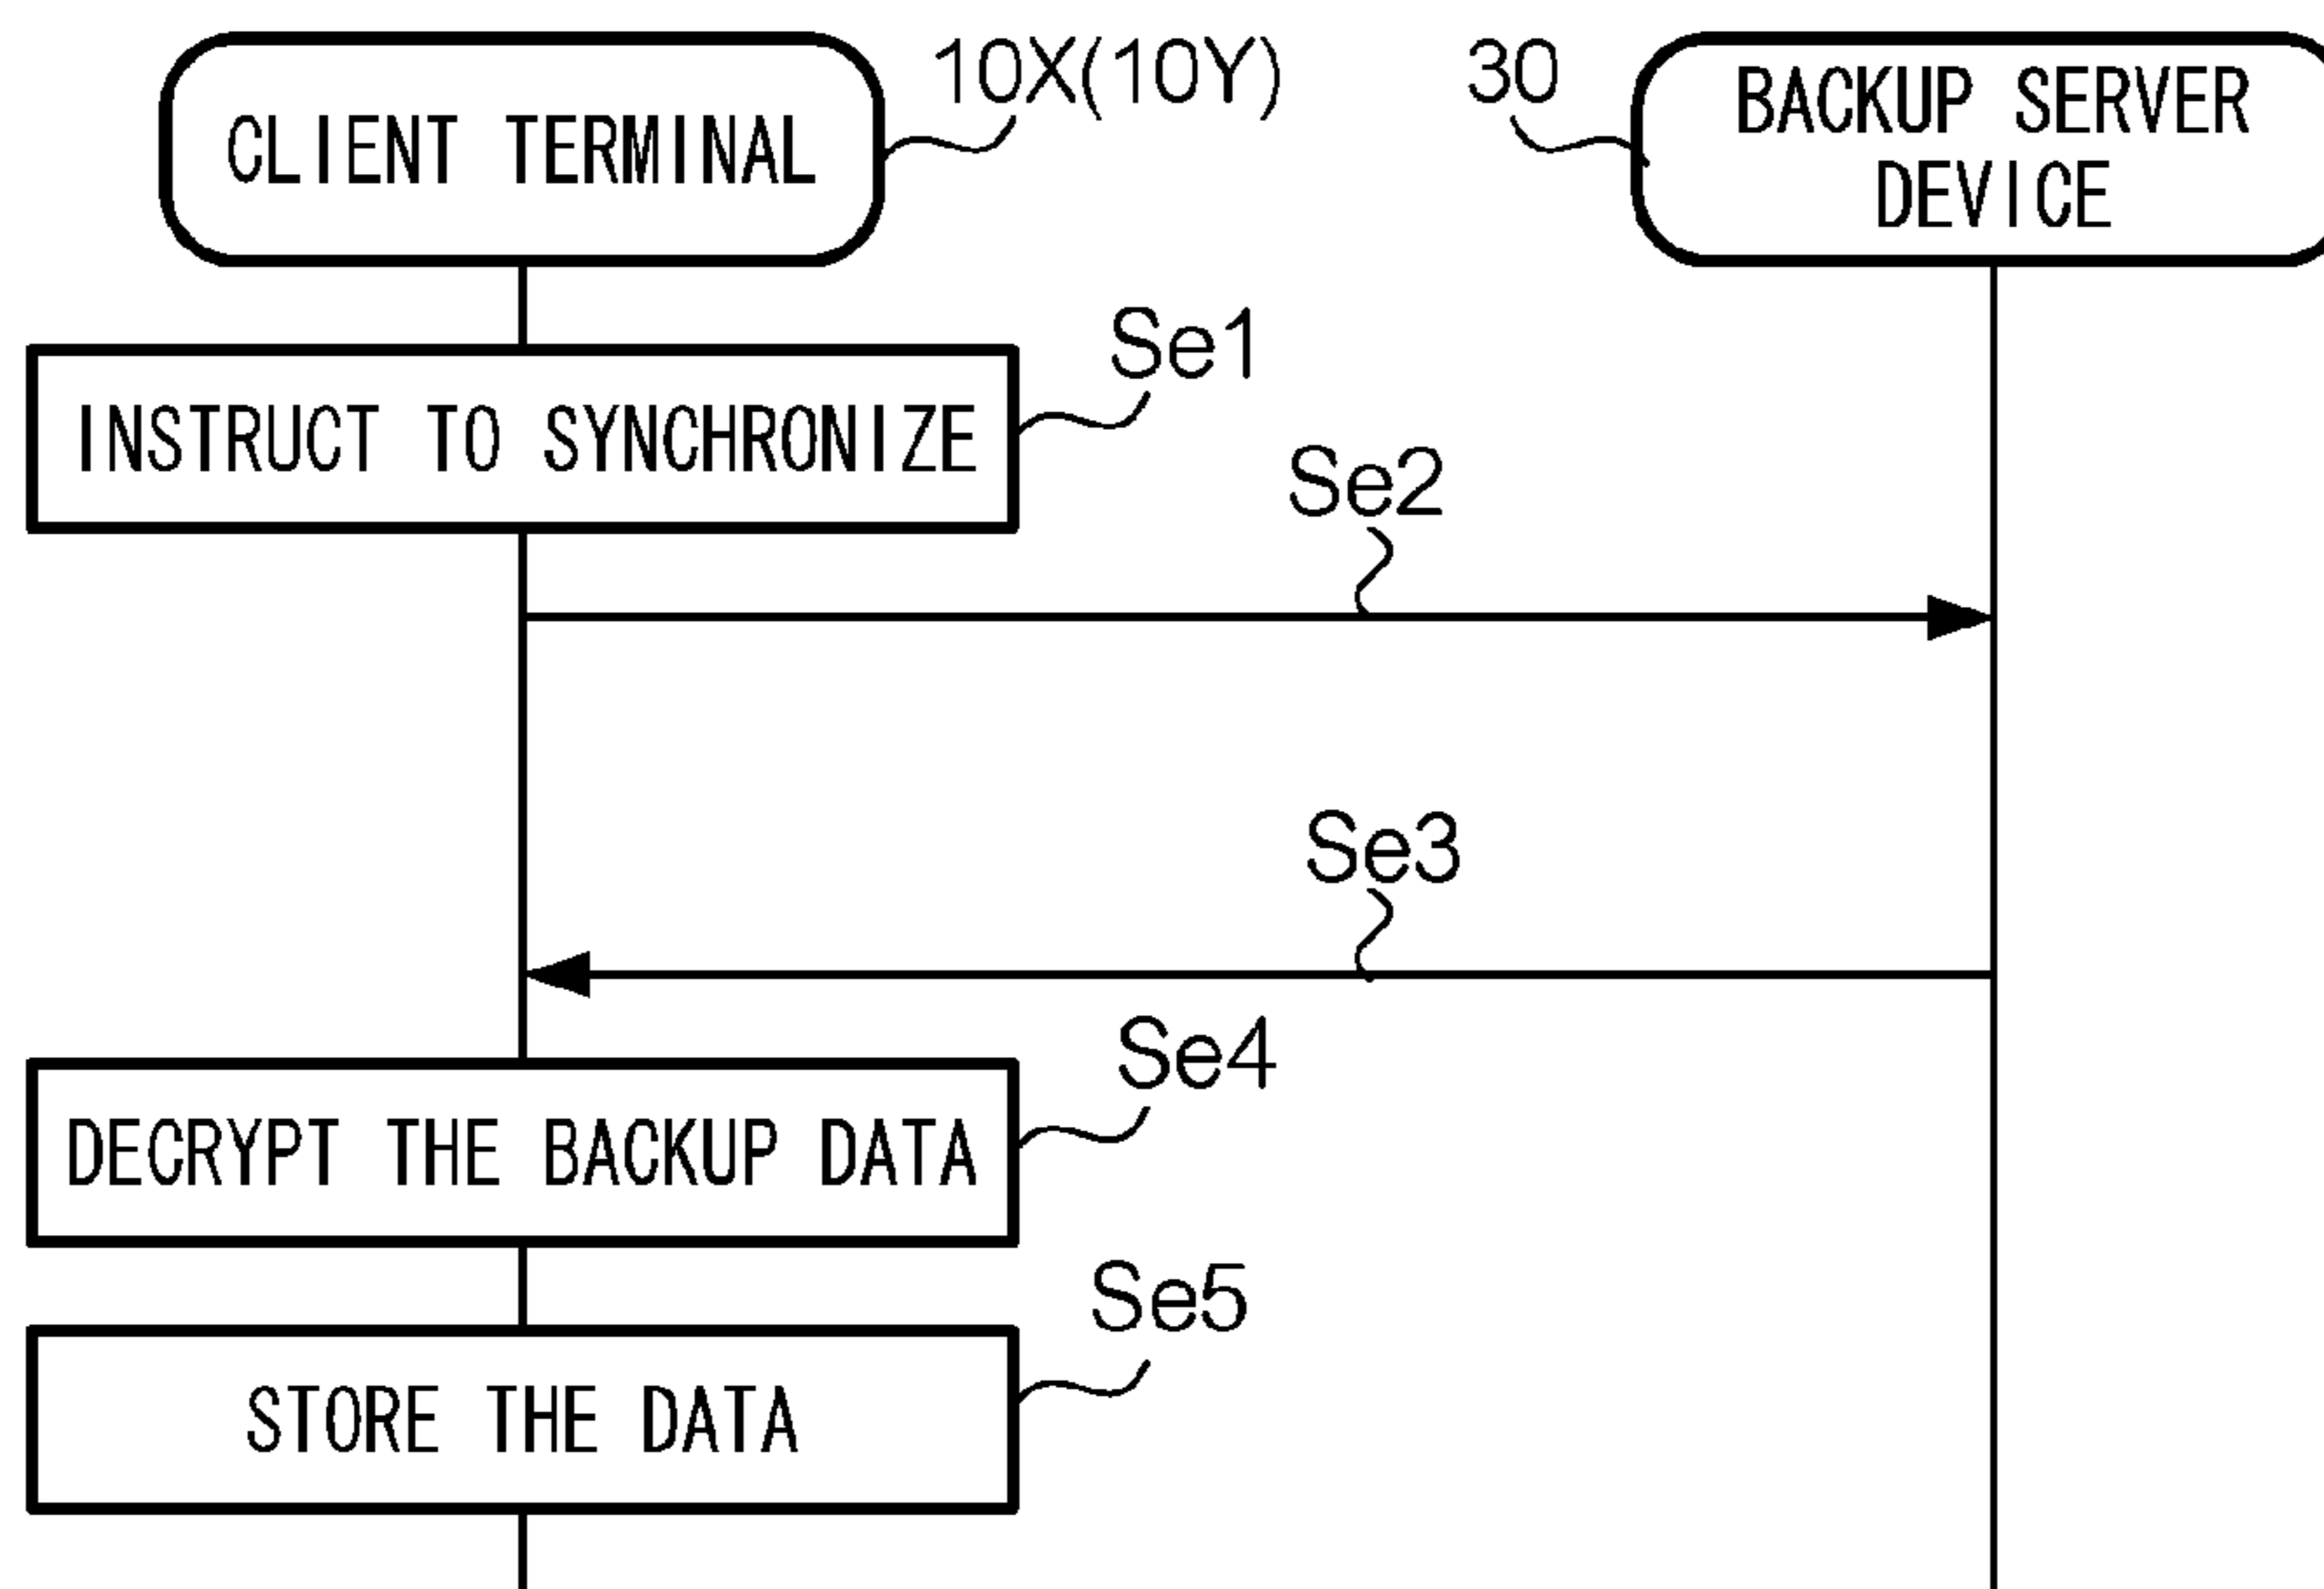 CLIENT TERMINAL
10X(10Y)
30
BACKUP SERVER
DEVICE
Se1
INSTRUCT TO SYNCHRONIZE
Se2
Se3
Se4
DECRYPT THE BACKUP DATA
Se5
STORE THE DATA